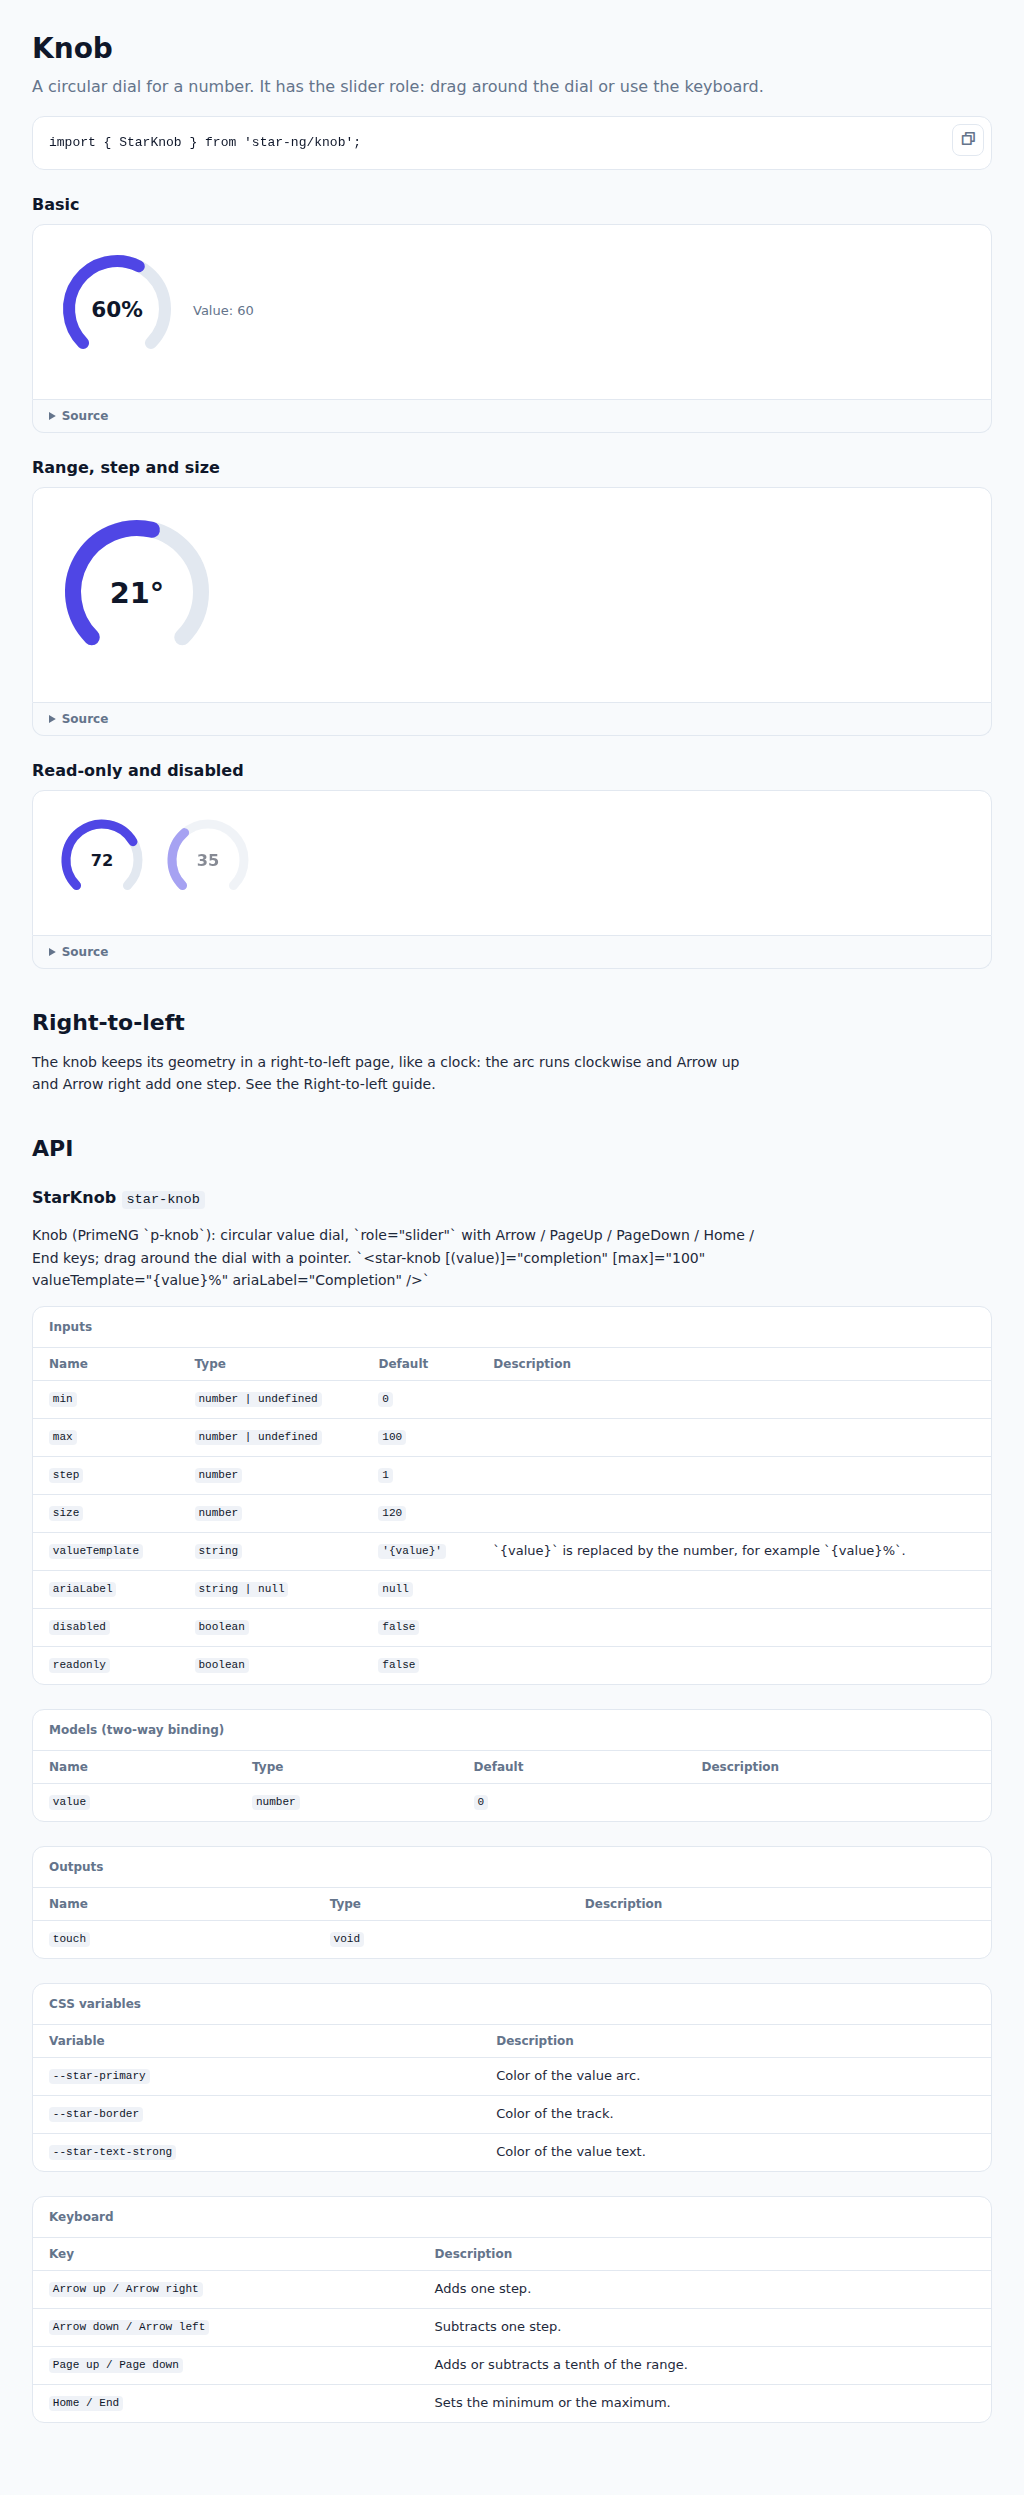 Knob
A circular dial for a number. It has the slider role: drag around the dial or use the keyboard.
import { StarKnob } from 'star-ng/knob';
Basic
60%
Value: 60
Source
Range, step and size
21°
Source
Read-only and disabled
72
35
Source
Right-to-left
The knob keeps its geometry in a right-to-left page, like a clock: the arc runs clockwise and Arrow up
and Arrow right add one step. See the Right-to-left guide.
API
StarKnob star-knob
Knob (PrimeNG `p-knob`): circular value dial, `role="slider"` with Arrow / PageUp / PageDown / Home /
End keys; drag around the dial with a pointer. `<star-knob [(value)]="completion" [max]="100"
valueTemplate="{value}%" ariaLabel="Completion" />`
Inputs
Name Type Default Description
min number | undefined 0
max number | undefined 100
step number 1
size number 120
valueTemplate string '{value}' `{value}` is replaced by the number, for example `{value}%`.
ariaLabel string | null null
disabled boolean false
readonly boolean false
Models (two-way binding)
Name Type Default Description
value number 0
Outputs
Name Type Description
touch void
CSS variables
Variable Description
--star-primary Color of the value arc.
--star-border Color of the track.
--star-text-strong Color of the value text.
Keyboard
Key Description
Arrow up / Arrow right Adds one step.
Arrow down / Arrow left Subtracts one step.
Page up / Page down Adds or subtracts a tenth of the range.
Home / End Sets the minimum or the maximum.